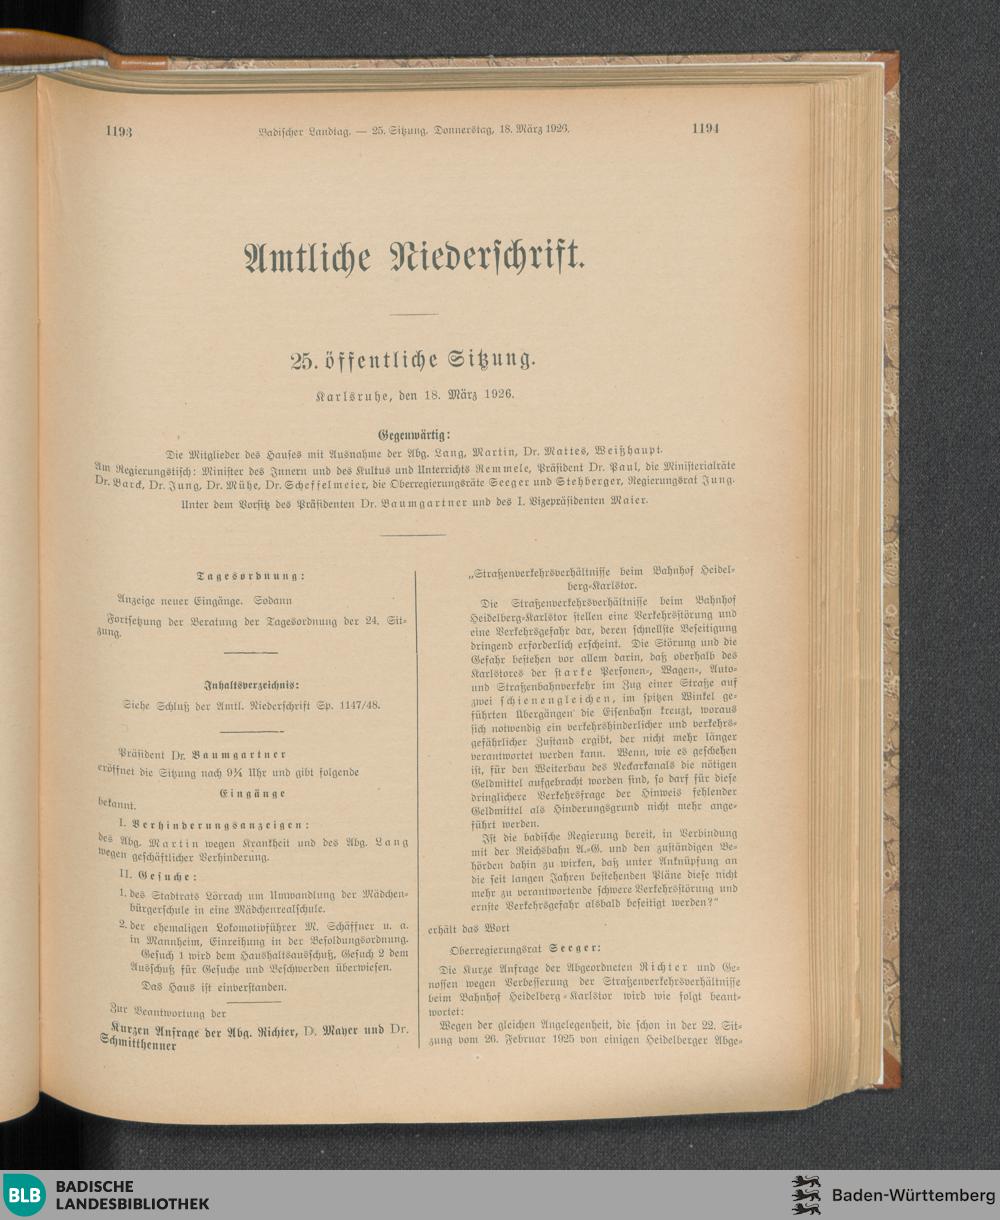 1193
Badischer Landtag. — 25. Sitzung. Donnerstag, 18. März 1926.
1194
Amtliche Niederschrift.
25. öffentliche Sitzung.
Karlsruhe, den 18. März 1926.
Gegenwärtig:
Die Mitglieder des Hauses mit Ausnahme der Abg. Lang, Martin, Dr. Mattes, Weißhaupt.
Am Regierungstisch: Minister des Innern und des Kultus und Unterrichts Remmele, Präsident Dr. Paul, die Ministerialräte
Dr. Barck, Dr. Jung, Dr. Mühe, Dr. Scheffelmeier, die Oberregierungsräte Seeger und Stehberger, Regierungsrat Jung.
Unter dem Vorsitz des Präsidenten Dr. Baumgartner und des I. Vizepräsidenten Maier.
Tagesordnung:
Anzeige neuer Eingänge. Sodann
Fortsetzung der Beratung der Tagesordnung der 24. Sit-
zung.
Inhaltsverzeichnis:
Siehe Schluß der Amtl. Niederschrift Sp. 1147/48.
Präsident Dr. Baumgartner
eröffnet die Sitzung nach 9¼ Uhr und gibt folgende
Eingänge
bekannt.
I. Verhinderungsanzeigen:
des Abg. Martin wegen Krankheit und des Abg. Lang
wegen geschäftlicher Verhinderung.
II. Gesuche:
1. des Stadtrats Lörrach um Umwandlung der Mädchen-
bürgerschule in eine Mädchenrealschule.
2. der ehemaligen Lokomotivführer M. Schäffner u. a.
in Mannheim, Einreihung in der Besoldungsordnung.
Gesuch 1 wird dem Haushaltsausschuß, Gesuch 2 dem
Ausschuß für Gesuche und Beschwerden überwiesen.
Das Haus ist einverstanden.
Zur Beantwortung der
Kurzen Anfrage der Abg. Richter, D. Mayer und Dr.
Schmitthenner
„Straßenverkehrsverhältnisse beim Bahnhof Heidel-
berg-Karlstor.
Die Straßenverkehrsverhältnisse beim Bahnhof
Heidelberg-Karlstor stellen eine Verkehrsstörung und
eine Verkehrsgefahr dar, deren schnellste Beseitigung
dringend erforderlich erscheint. Die Störung und die
Gefahr bestehen vor allem darin, daß oberhalb des
Karlstores der starke Personen-, Wagen-, Auto-
und Straßenbahnverkehr im Zug einer Straße auf
zwei schienengleichen, im spitzen Winkel ge-
führten Übergängen die Eisenbahn kreuzt, woraus
sich notwendig ein verkehrshinderlicher und verkehrs-
gefährlicher Zustand ergibt, der nicht mehr länger
verantwortet werden kann. Wenn, wie es geschehen
ist, für den Weiterbau des Neckarkanals die nötigen
Geldmittel aufgebracht worden sind, so darf für diese
dringlichere Verkehrsfrage der Hinweis fehlender
Geldmittel als Hinderungsgrund nicht mehr ange-
führt werden.
Ist die badische Regierung bereit, in Verbindung
mit der Reichsbahn A.-G. und den zuständigen Be-
hörden dahin zu wirken, daß unter Anknüpfung an
die seit langen Jahren bestehenden Pläne diese nicht
mehr zu verantwortende schwere Verkehrsstörung und
ernste Verkehrsgefahr alsbald beseitigt werden?"
erhält das Wort
Oberregierungsrat Seeger:
Die Kurze Anfrage der Abgeordneten Richter und Ge-
nossen wegen Verbesserung der Straßenverkehrsverhältnisse
beim Bahnhof Heidelberg-Karlstor wird wie folgt beant-
wortet:
Wegen der gleichen Angelegenheit, die schon in der 22. Sit-
zung vom 26. Februar 1925 von einigen Heidelberger Abge-
BLB
BADISCHE
LANDESBIBLIOTHEK
Baden-Württemberg